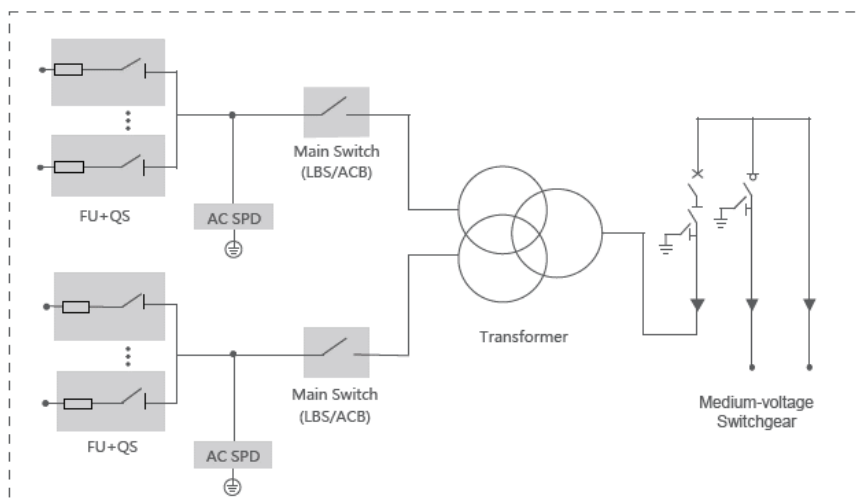 FU+QS
AC SPD
Main Switch
(LBS/ACB)
Transformer
Medium-voltage
Switchgear
FU+QS
AC SPD
Main Switch
(LBS/ACB)